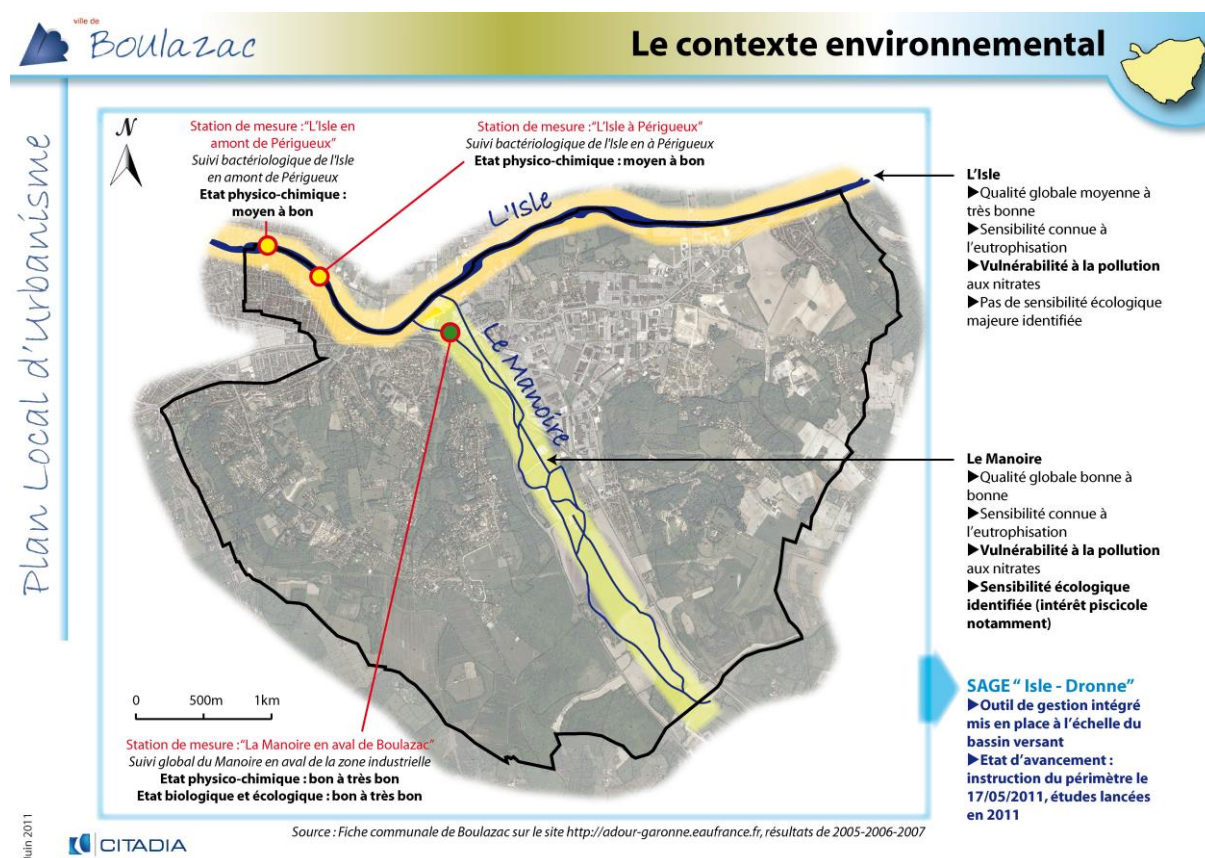 ville de
Boulazac
Le contexte environnemental
Plan Local d'Urbanisme
N
Station de mesure : "L'Isle en
amont de Périgueux"
Suivi bactériologique de l'Isle
en amont de Périgueux
Etat physico-chimique :
moyen à bon
Station de mesure : "L'Isle à Périgueux"
Suivi bactériologique de l'Isle en à Périgueux
Etat physico-chimique : moyen à bon
L'Isle
Le Manoire
L'Isle
▶Qualité globale moyenne à
très bonne
▶Sensibilité connue à
l'eutrophisation
▶Vulnérabilité à la pollution
aux nitrates
▶Pas de sensibilité écologique
majeure identifiée
Le Manoire
▶Qualité globale bonne à
bonne
▶Sensibilité connue à
l'eutrophisation
▶Vulnérabilité à la pollution
aux nitrates
▶Sensibilité écologique
identifiée (intérêt piscicole
notamment)
SAGE " Isle - Dronne"
▶Outil de gestion intégré
mis en place à l'échelle du
bassin versant
▶Etat d'avancement :
instruction du périmètre le
17/05/2011, études lancées
en 2011
0 500m 1km
Station de mesure : "La Manoire en aval de Boulazac"
Suivi global du Manoire en aval de la zone industrielle
Etat physico-chimique : bon à très bon
Etat biologique et écologique : bon à très bon
Source : Fiche communale de Boulazac sur le site http://adour-garonne.eaufrance.fr, résultats de 2005-2006-2007
Juin 2011
CITADIA